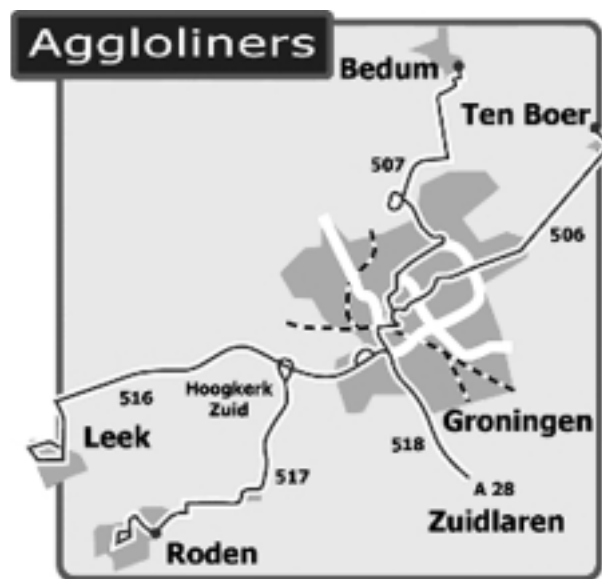 Aggloliners
Bedum
Ten Boer
507
506
516
Hoogkerk
Zuid
Leek
Groningen
518
517
A 28
Zuidlaren
Roden